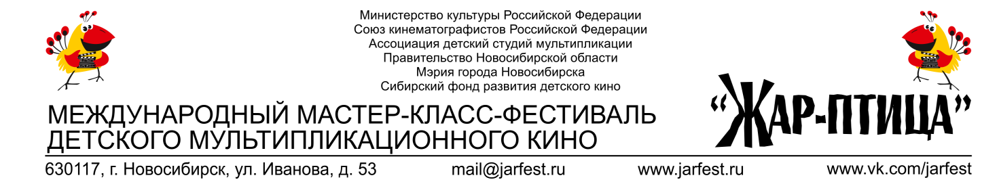 Министерство культуры Российской Федерации
Союз кинематографистов Российской Федерации
Ассоциация детский студий мультипликации
Правительство Новосибирской области
Мэрия города Новосибирска
Сибирский фонд развития детского кино
МЕЖДУНАРОДНЫЙ МАСТЕР-КЛАСС-ФЕСТИВАЛЬ
ДЕТСКОГО МУЛЬТИПЛИКАЦИОННОГО КИНО
“ЖАР-ПТИЦА”
630117, г. Новосибирск, ул. Иванова, д. 53 mail@jarfest.ru www.jarfest.ru www.vk.com/jarfest